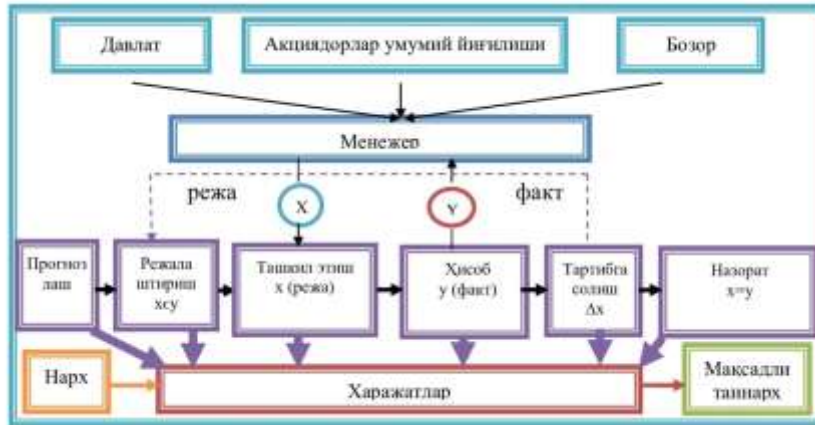 Давлат
Акциядорлар умумий йиғилиши
Бозор
Менежер
режа
X
Y
факт
Прогноз
лаш
Режала
штириш
xcy
Ташкил этиш
x (режа)
Ҳисоб
y (факт)
Тартибга
солиш
Δx
Назорат
x=y
Нарх
Харажатлар
Мақсадли
таннарх